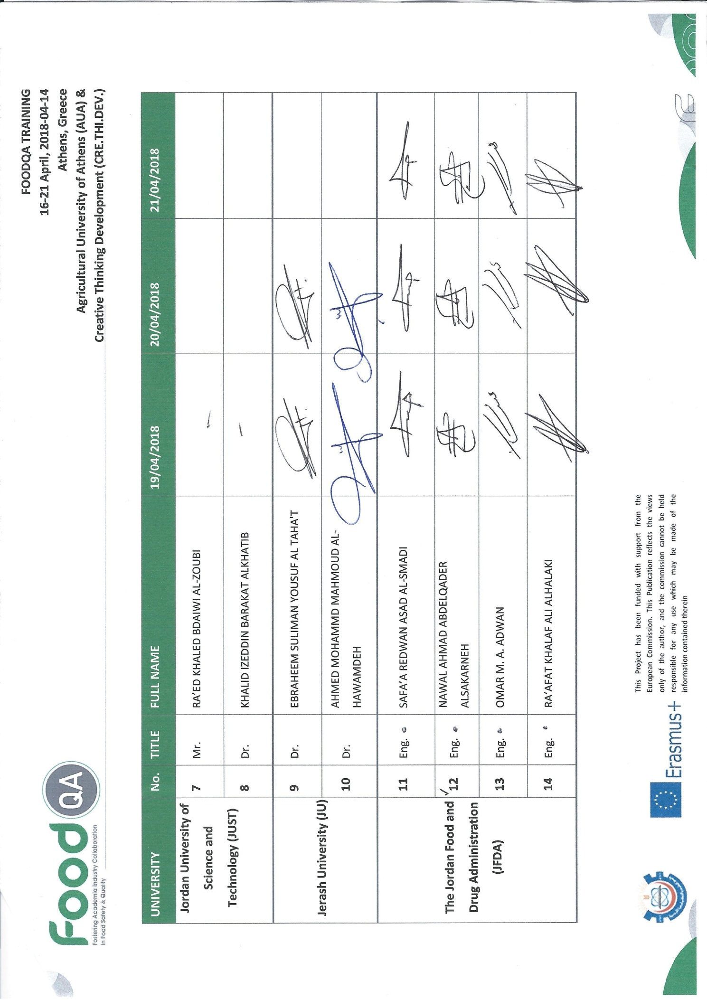 Food QA
Fostering Academia Industry Collaboration
In Food Safety & Quality
FOODQA TRAINING
16-21 April, 2018-04-14
Athens, Greece
Agricultural University of Athens (AUA) &
Creative Thinking Development (CRE.THI.DEV.)
UNIVERSITY No. TITLE FULL NAME 19/04/2018 20/04/2018 21/04/2018
Jordan University of
Science and
Technology (JUST)
7 Mr. RA'ED KHALED BDAIWI AL-ZOUBI -
8 Dr. KHALID IZEDDIN BARAKAT ALKHATIB -
Jerash University (JU)
9 Dr. EBRAHEEM SULIMAN YOUSUF AL TAHA'T
10 Dr. AHMED MOHAMMD MAHMOUD AL-
HAWAMDEH
The Jordan Food and
Drug Administration
(JFDA)
11 Eng. SAFA'A REDWAN ASAD AL-SMADI
12 Eng. NAWAL AHMAD ABDELQADER
ALSAKARNEH
13 Eng. OMAR M. A. ADWAN
14 Eng. RA'AFAT KHALAF ALI ALHALAKI
Erasmus+
This Project has been funded with support from the
European Commission. This Publication reflects the views
only of the author, and the commission cannot be held
responsible for any use which may be made of the
information contained therein